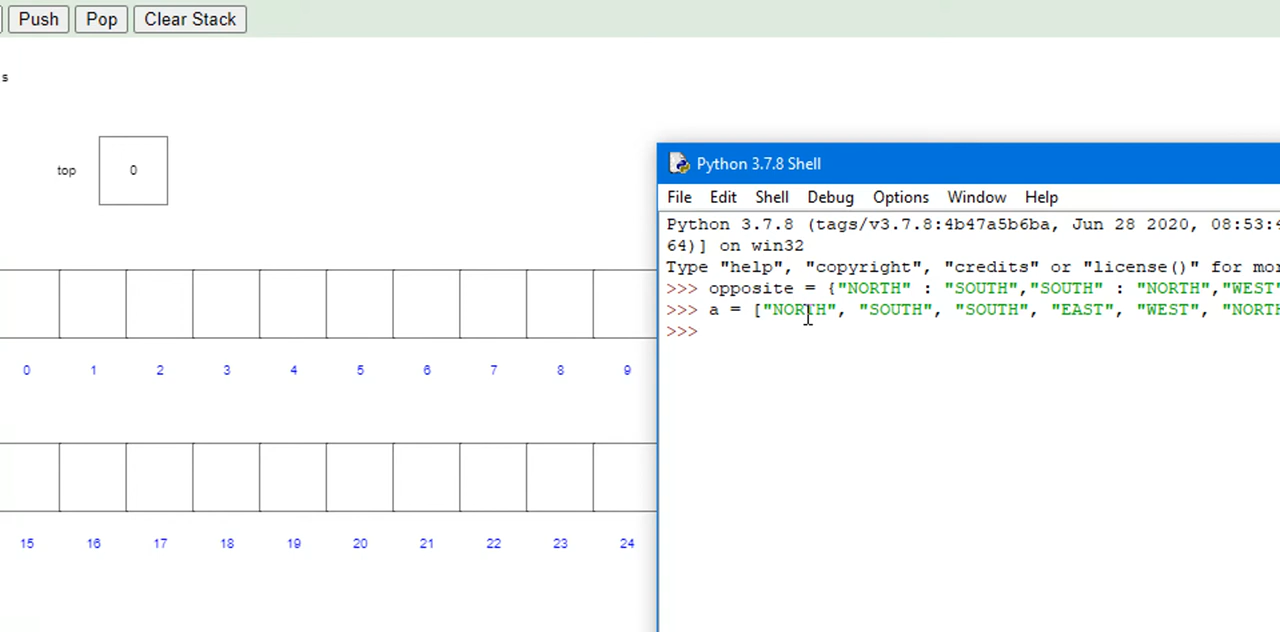 Push Pop Clear Stack
s
top 0
0 1 2 3 4 5 6 7 8 9
15 16 17 18 19 20 21 22 23 24
Python 3.7.8 Shell
File Edit Shell Debug Options Window Help
Python 3.7.8 (tags/v3.7.8:4b47a5b6ba, Jun 28 2020, 08:53:4
64)] on win32
Type "help", "copyright", "credits" or "license()" for mor
>>> opposite = {"NORTH" : "SOUTH","SOUTH" : "NORTH","WEST"
>>> a = ["NORTH", "SOUTH", "SOUTH", "EAST", "WEST", "NORTH
>>>